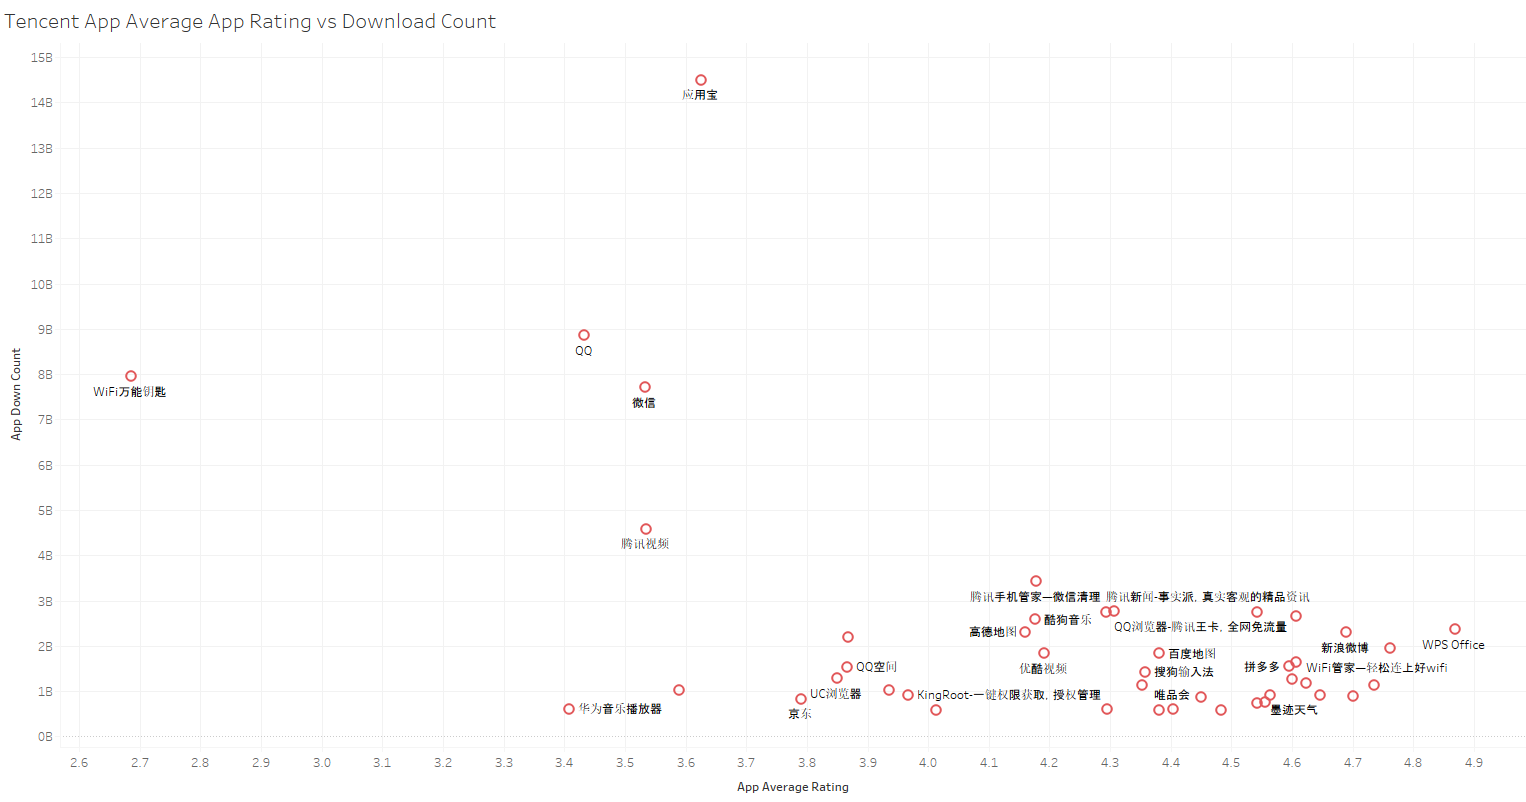 Tencent App Average App Rating vs Download Count
15B
应用宝
14B
13B
12B
11B
10B
9B
QQ
8B
WiFi万能钥匙
微信
7B
6B
5B
腾讯视频
4B
3B
腾讯手机管家—微信清理
腾讯新闻-事实派，真实客观的精品资讯
酷狗音乐
QQ浏览器-腾讯王卡，全网免流量
高德地图
新浪微博
WPS Office
2B
百度地图
优酷视频
QQ空间
拼多多
WiFi管家—轻松连上好wifi
搜狗输入法
1B
UC浏览器
KingRoot-一键权限获取，授权管理
唯品会
华为音乐播放器
京东
墨迹天气
0B
App Down Count
2.6 2.7 2.8 2.9 3.0 3.1 3.2 3.3 3.4 3.5 3.6 3.7 3.8 3.9 4.0 4.1 4.2 4.3 4.4 4.5 4.6 4.7 4.8 4.9
App Average Rating